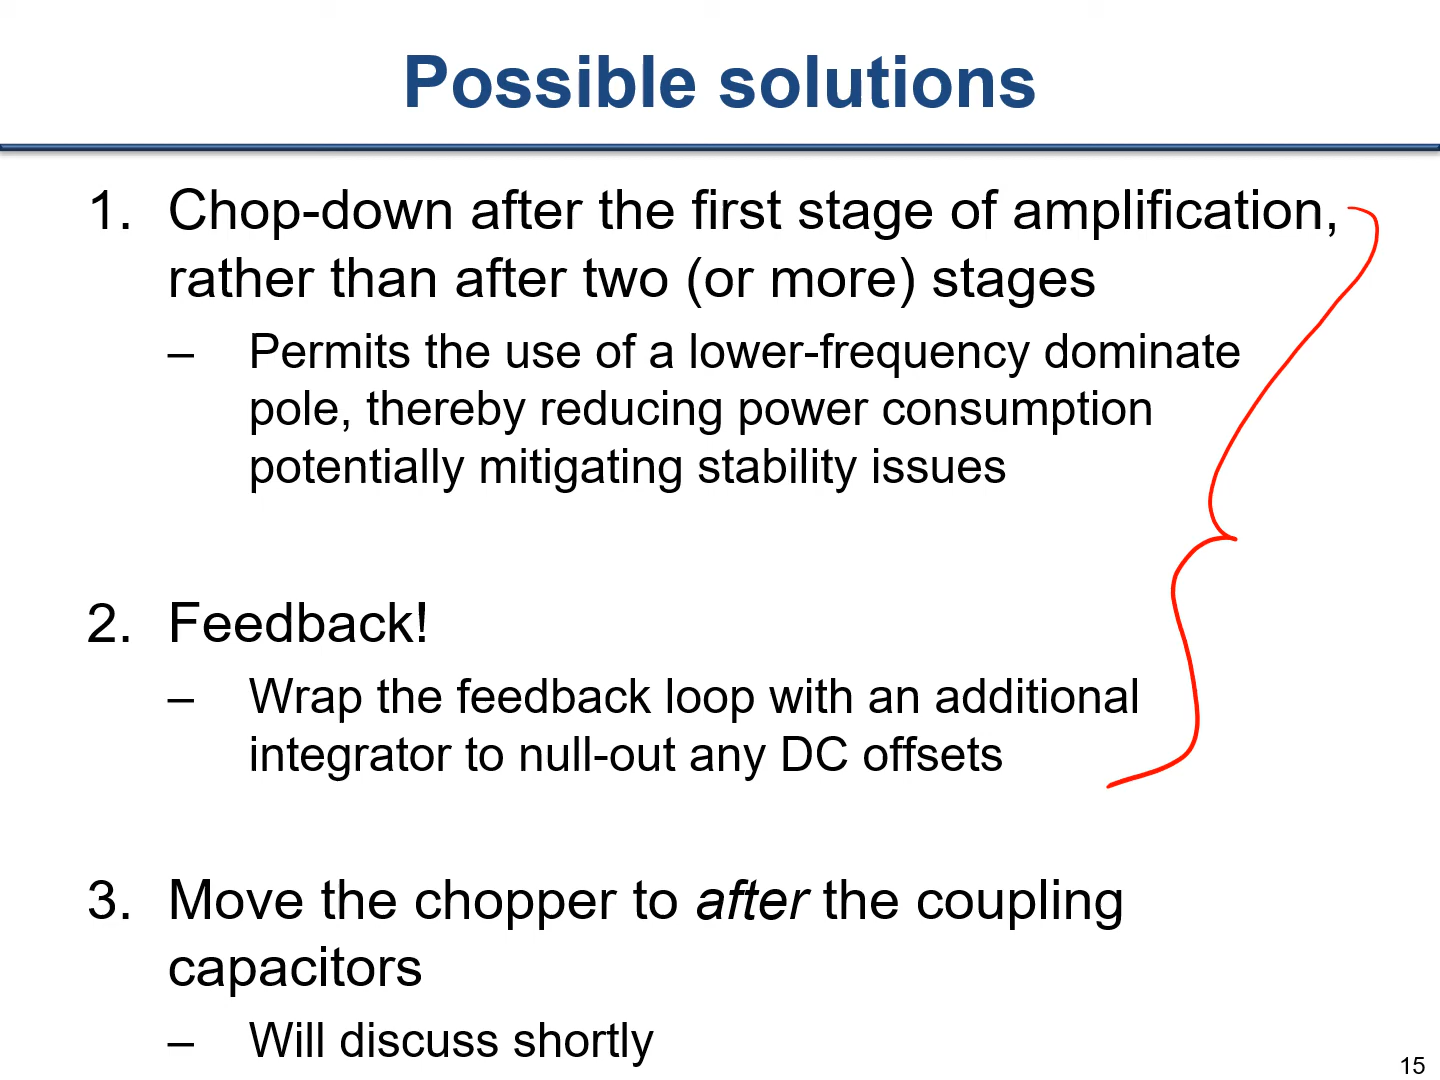 Possible solutions
1. Chop-down after the first stage of amplification,
rather than after two (or more) stages
– Permits the use of a lower-frequency dominate
pole, thereby reducing power consumption
potentially mitigating stability issues
2. Feedback!
– Wrap the feedback loop with an additional
integrator to null-out any DC offsets
3. Move the chopper to after the coupling
capacitors
– Will discuss shortly
15